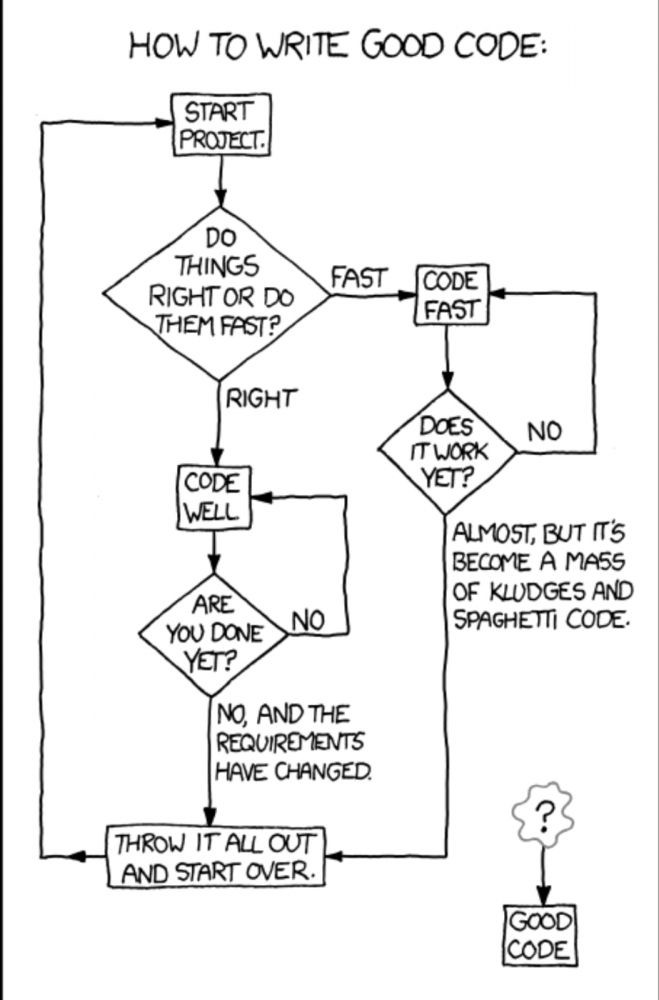 HOW TO WRITE GOOD CODE:
START
PROJECT.
DO
THINGS
RIGHT OR DO
THEM FAST?
FAST
CODE
FAST
RIGHT
DOES
IT WORK
YET?
NO
CODE
WELL
ALMOST, BUT IT'S
BECOME A MASS
OF KLUDGES AND
SPAGHETTI CODE.
ARE
YOU DONE
YET?
NO
NO, AND THE
REQUIREMENTS
HAVE CHANGED.
THROW IT ALL OUT
AND START OVER.
?
GOOD
CODE